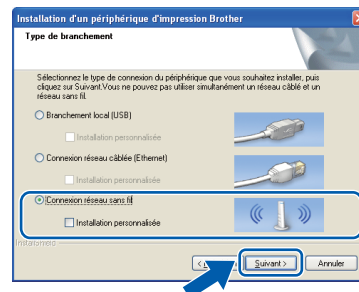 Installation d'un périphérique d'impression Brother
Type de branchement
Sélectionnez le type de connexion du périphérique que vous souhaitez installer, puis
cliquez sur Suivant.Vous ne pouvez pas utiliser simultanément un réseau câblé et un
réseau sans fil.
Branchement local (USB)
Installation personnalisée
Connexion réseau câblée (Ethernet)
Installation personnalisée
Connexion réseau sans fil
Installation personnalisée
InstallShield
Suivant >
Annuler